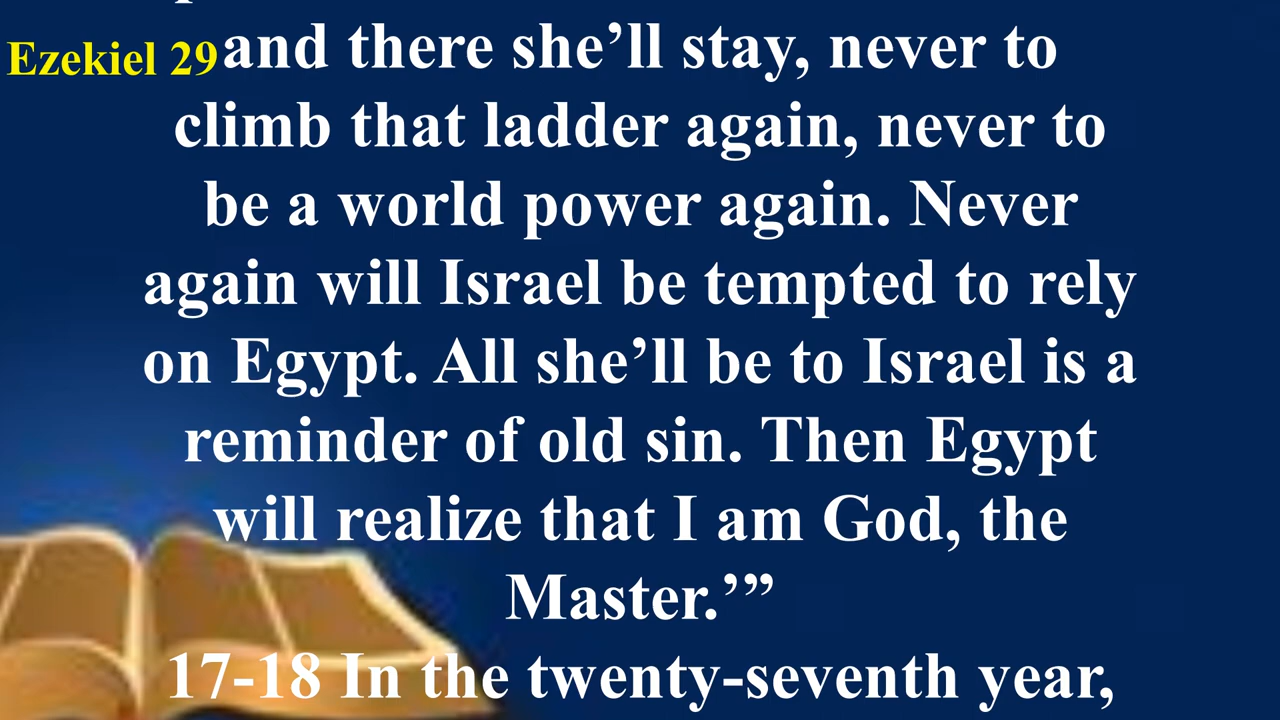 Ezekiel 29
and there she’ll stay, never to
climb that ladder again, never to
be a world power again. Never
again will Israel be tempted to rely
on Egypt. All she’ll be to Israel is a
reminder of old sin. Then Egypt
will realize that I am God, the
Master.’”
17-18 In the twenty-seventh year,